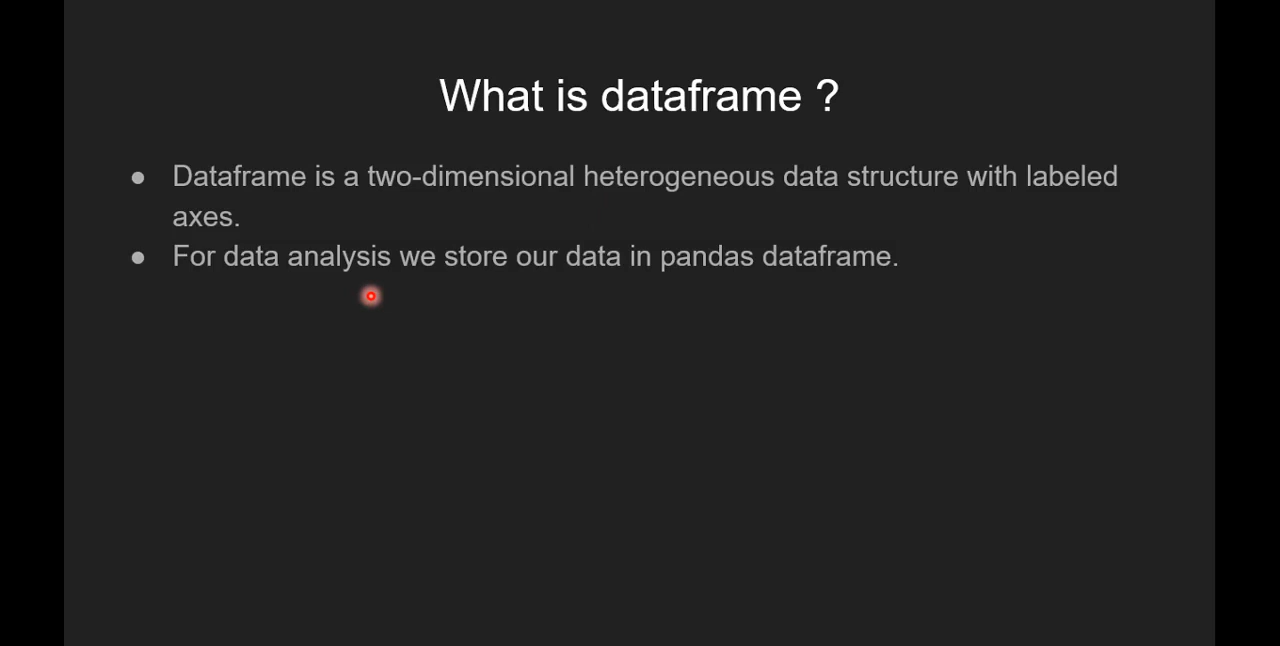 What is dataframe ?
● Dataframe is a two-dimensional heterogeneous data structure with labeled
axes.
● For data analysis we store our data in pandas dataframe.